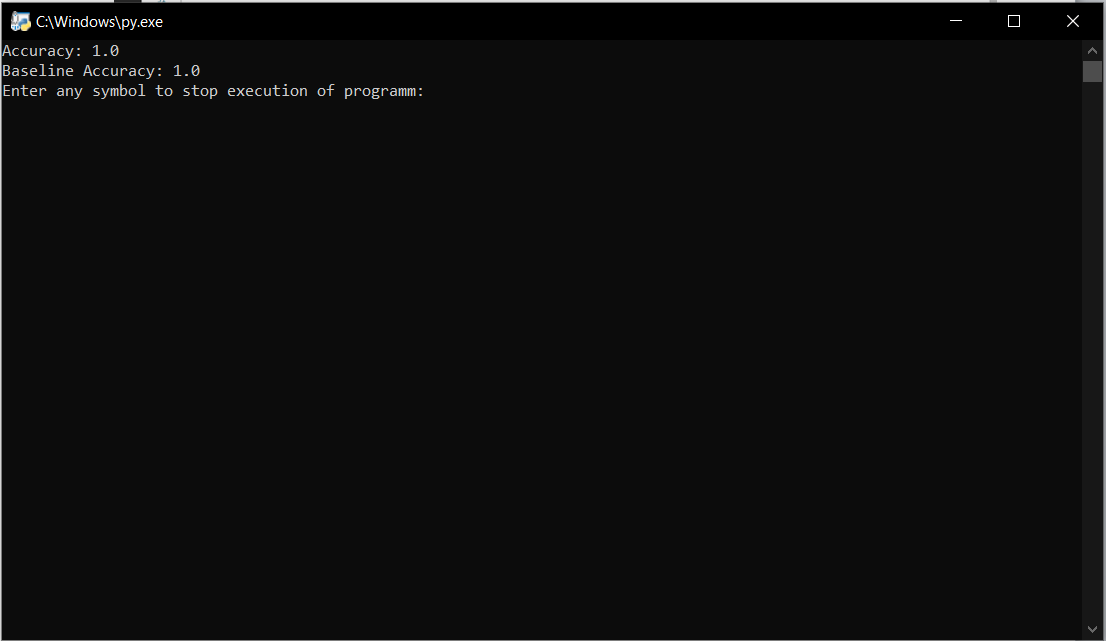 C:\Windows\py.exe
Accuracy: 1.0
Baseline Accuracy: 1.0
Enter any symbol to stop execution of programm: